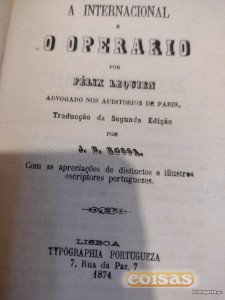 A INTERNACIONAL
E
O OPERARIO
POR
FÉLIX LEQUIEN
ADVOGADO NOS AUDITORIOS DE PARIS,
Traducção da Segunda Edição
POR
J. R. ROSSA.
Com as apreciações de distinctos e illustres
escriptores portuguezes.
LISBOA
TYPOGRAPHIA PORTUGUEZA
7, Rua da Paz, 7
1874
coisas